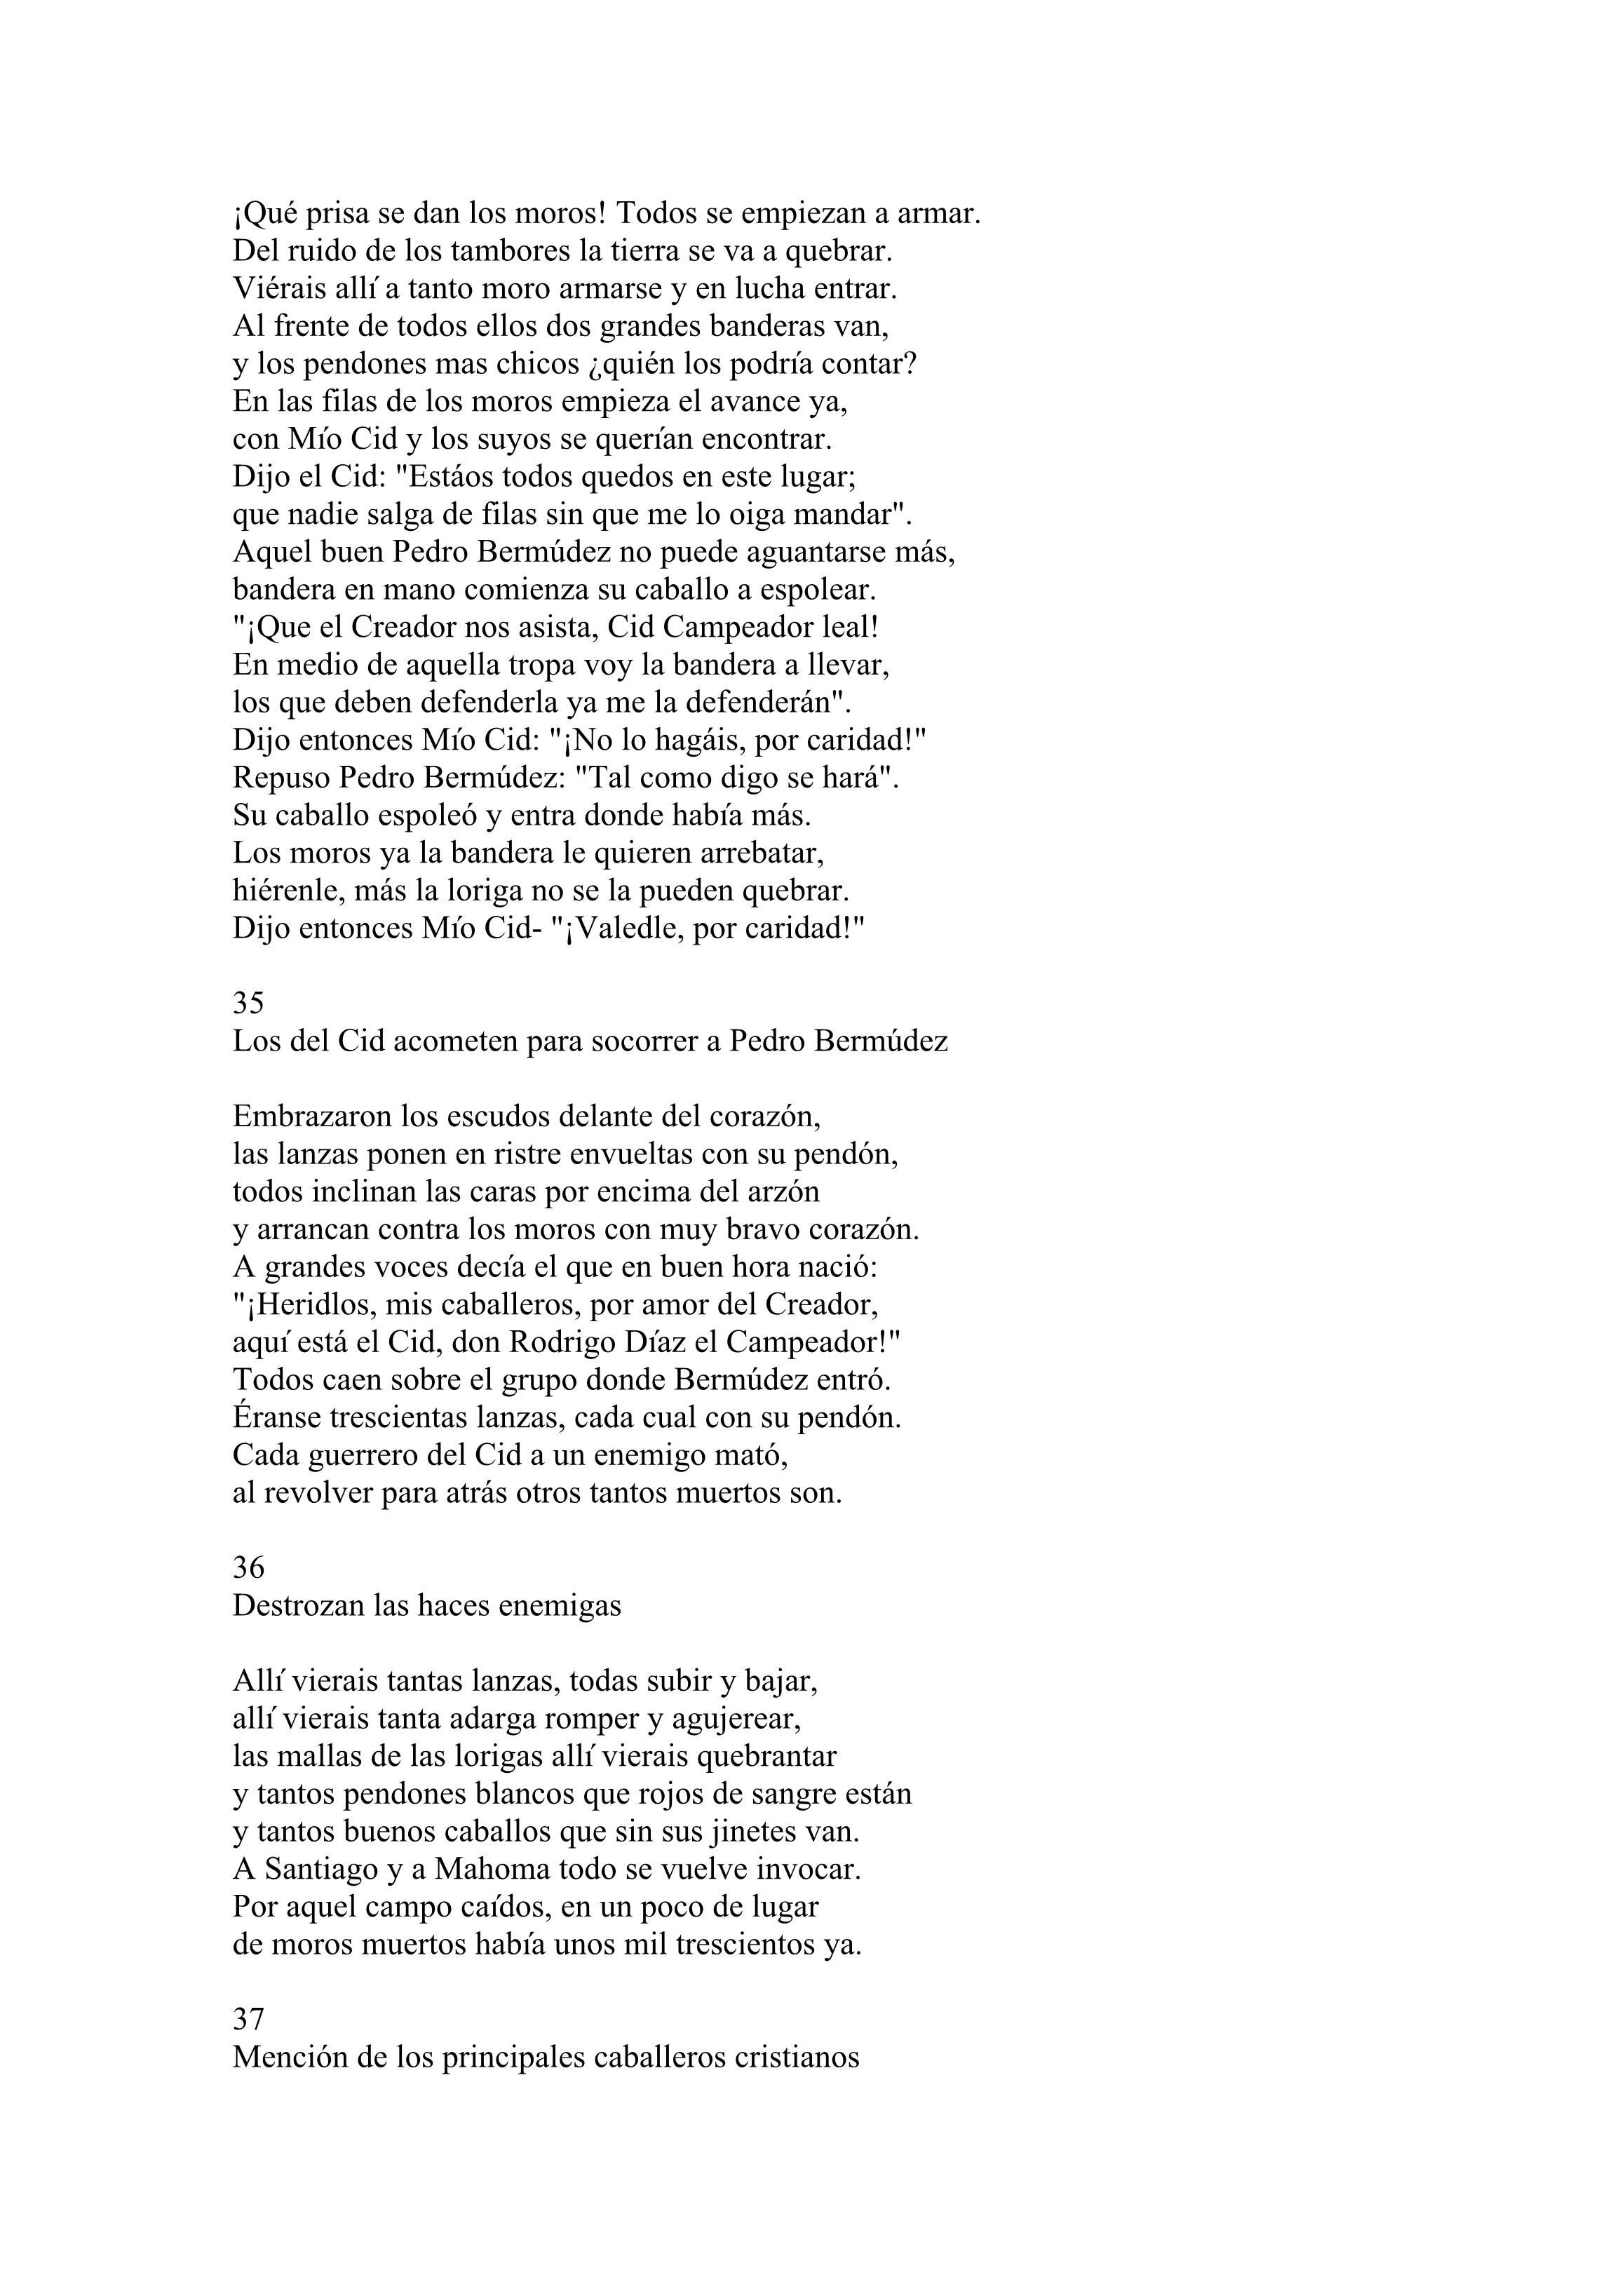 ¡Qué prisa se dan los moros! Todos se empiezan a armar.
Del ruido de los tambores la tierra se va a quebrar.
Viérais allí a tanto moro armarse y en lucha entrar.
Al frente de todos ellos dos grandes banderas van,
y los pendones mas chicos ¿quién los podría contar?
En las filas de los moros empieza el avance ya,
con Mío Cid y los suyos se querían encontrar.
Dijo el Cid: "Estáos todos quedos en este lugar;
que nadie salga de filas sin que me lo oiga mandar".
Aquel buen Pedro Bermúdez no puede aguantarse más,
bandera en mano comienza su caballo a espolear.
"¡Que el Creador nos asista, Cid Campeador leal!
En medio de aquella tropa voy la bandera a llevar,
los que deben defenderla ya me la defenderán".
Dijo entonces Mío Cid: "¡No lo hagáis, por caridad!"
Repuso Pedro Bermúdez: "Tal como digo se hará".
Su caballo espoleó y entra donde había más.
Los moros ya la bandera le quieren arrebatar,
hiérenle, más la loriga no se la pueden quebrar.
Dijo entonces Mío Cid- "¡Valedle, por caridad!"
35
Los del Cid acometen para socorrer a Pedro Bermúdez
Embrazaron los escudos delante del corazón,
las lanzas ponen en ristre envueltas con su pendón,
todos inclinan las caras por encima del arzón
y arrancan contra los moros con muy bravo corazón.
A grandes voces decía el que en buen hora nació:
"¡Heridlos, mis caballeros, por amor del Creador,
aquí está el Cid, don Rodrigo Díaz el Campeador!"
Todos caen sobre el grupo donde Bermúdez entró.
Éranse trescientas lanzas, cada cual con su pendón.
Cada guerrero del Cid a un enemigo mató,
al revolver para atrás otros tantos muertos son.
36
Destrozan las haces enemigas
Allí vierais tantas lanzas, todas subir y bajar,
allí vierais tanta adarga romper y agujerear,
las mallas de las lorigas allí vierais quebrantar
y tantos pendones blancos que rojos de sangre están
y tantos buenos caballos que sin sus jinetes van.
A Santiago y a Mahoma todo se vuelve invocar.
Por aquel campo caídos, en un poco de lugar
de moros muertos había unos mil trescientos ya.
37
Mención de los principales caballeros cristianos